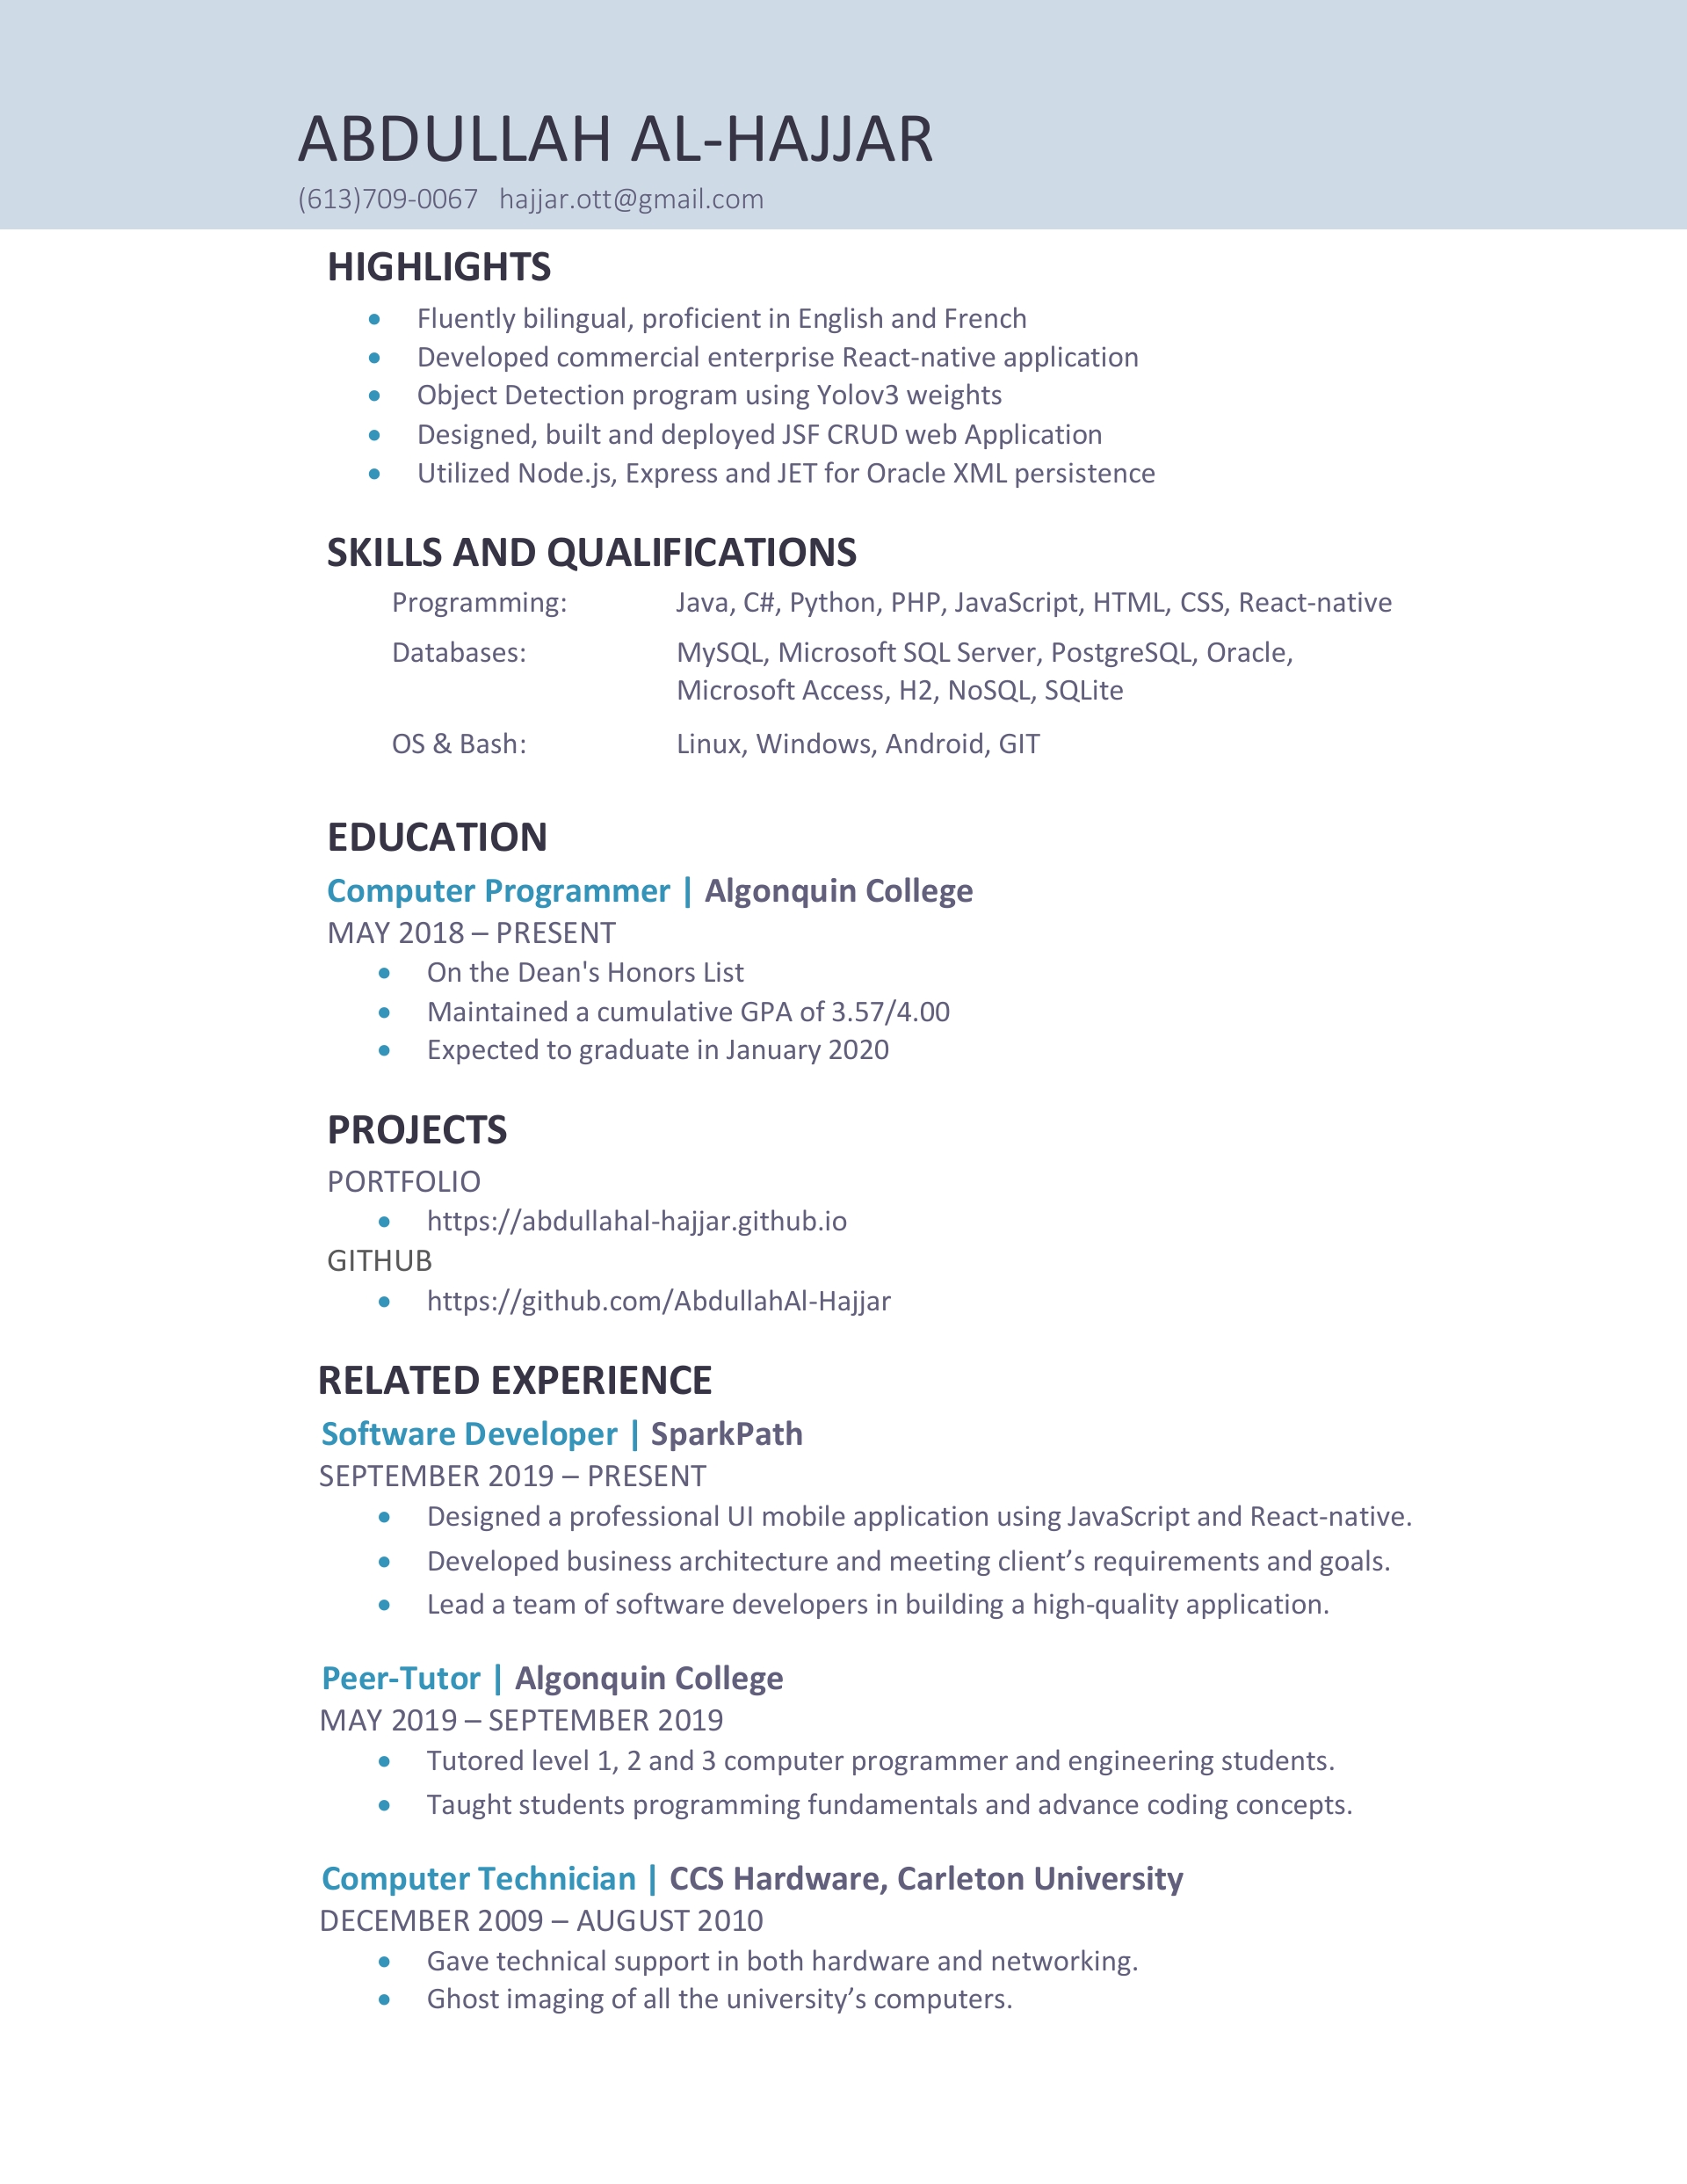 ABDULLAH AL-HAJJAR
(613)709-0067 hajjar.ott@gmail.com
HIGHLIGHTS
• Fluently bilingual, proficient in English and French
• Developed commercial enterprise React-native application
• Object Detection program using Yolov3 weights
• Designed, built and deployed JSF CRUD web Application
• Utilized Node.js, Express and JET for Oracle XML persistence
SKILLS AND QUALIFICATIONS
Programming: Java, C#, Python, PHP, JavaScript, HTML, CSS, React-native
Databases: MySQL, Microsoft SQL Server, PostgreSQL, Oracle,
Microsoft Access, H2, NoSQL, SQLite
OS & Bash: Linux, Windows, Android, GIT
EDUCATION
Computer Programmer | Algonquin College
MAY 2018 – PRESENT
• On the Dean's Honors List
• Maintained a cumulative GPA of 3.57/4.00
• Expected to graduate in January 2020
PROJECTS
PORTFOLIO
• https://abdullahal-hajjar.github.io
GITHUB
• https://github.com/AbdullahAl-Hajjar
RELATED EXPERIENCE
Software Developer | SparkPath
SEPTEMBER 2019 – PRESENT
• Designed a professional UI mobile application using JavaScript and React-native.
• Developed business architecture and meeting client’s requirements and goals.
• Lead a team of software developers in building a high-quality application.
Peer-Tutor | Algonquin College
MAY 2019 – SEPTEMBER 2019
• Tutored level 1, 2 and 3 computer programmer and engineering students.
• Taught students programming fundamentals and advance coding concepts.
Computer Technician | CCS Hardware, Carleton University
DECEMBER 2009 – AUGUST 2010
• Gave technical support in both hardware and networking.
• Ghost imaging of all the university’s computers.